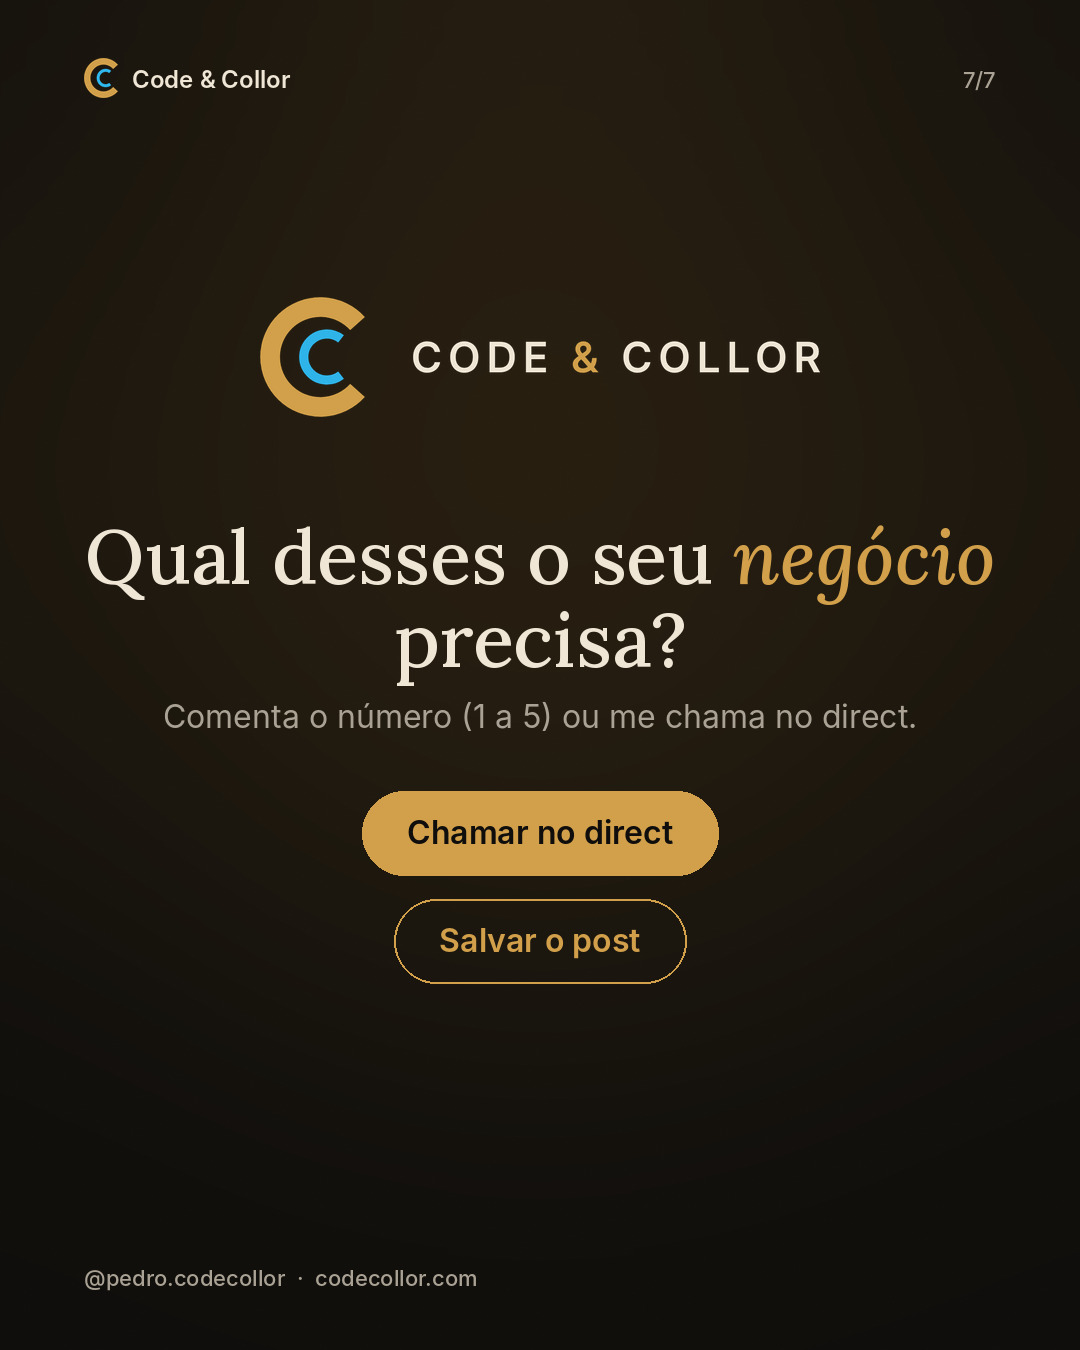 Code & Collor
7/7
CODE & COLLOR
Qual desses o seu negócio
precisa?
Comenta o número (1 a 5) ou me chama no direct.
Chamar no direct
Salvar o post
@pedro.codecollor · codecollor.com